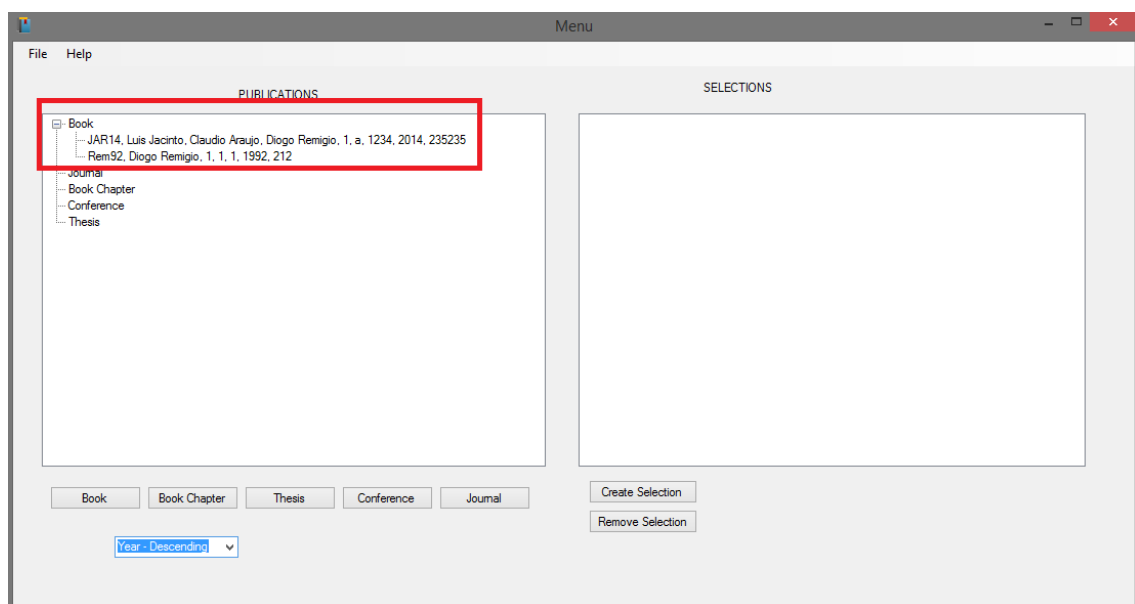 Menu
File Help
PUBLICATIONS
SELECTIONS
Book
JAR14, Luis Jacinto, Claudio Araujo, Diogo Remigio, 1, a, 1234, 2014, 235235
Rem92, Diogo Remigio, 1, 1, 1, 1992, 212
Journal
Book Chapter
Conference
Thesis
Book Book Chapter Thesis Conference Journal
Create Selection
Remove Selection
Year - Descending